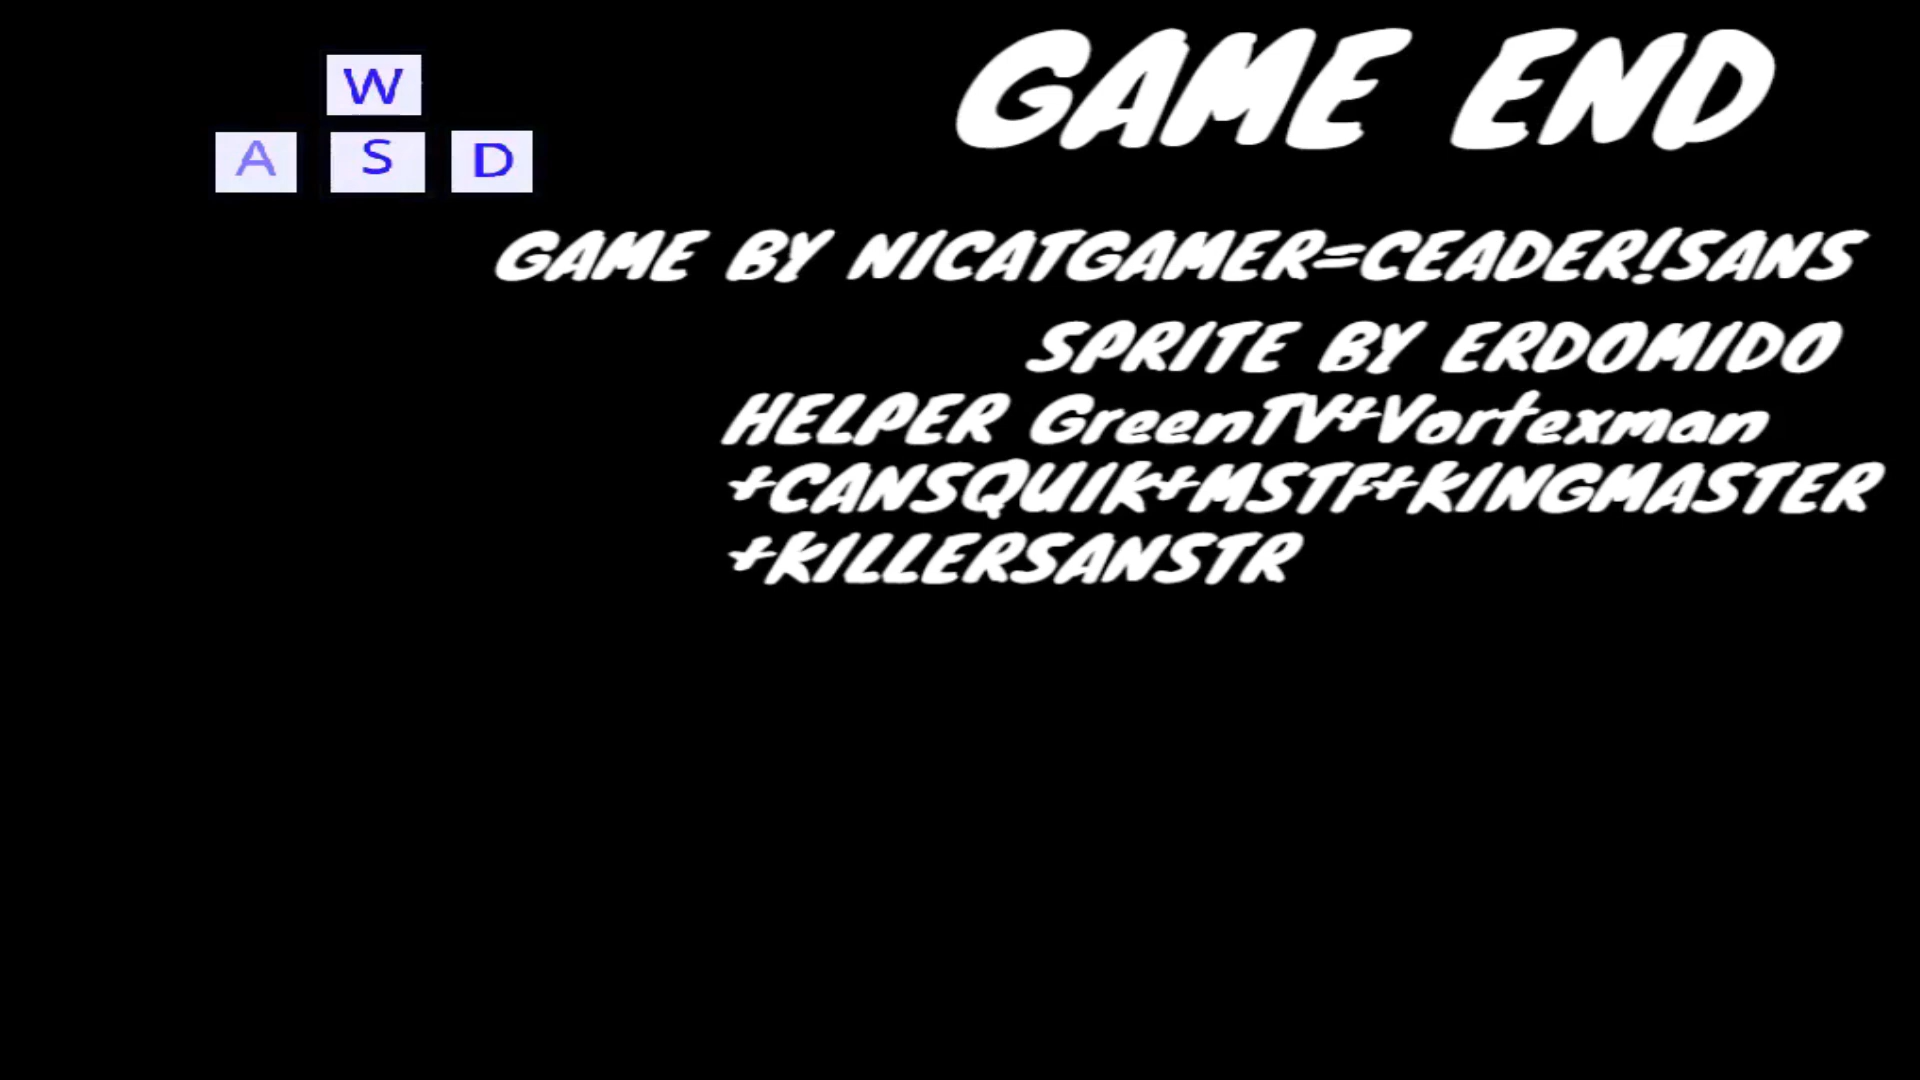 W
A S D
GAME END
GAME BY NICATGAMER=CEADER!SANS
SPRITE BY ERDOMIDO
HELPER GreenTV+Vortexman
+CANSQUIK+MSTF+KINGMASTER
+KILLERSANSTR